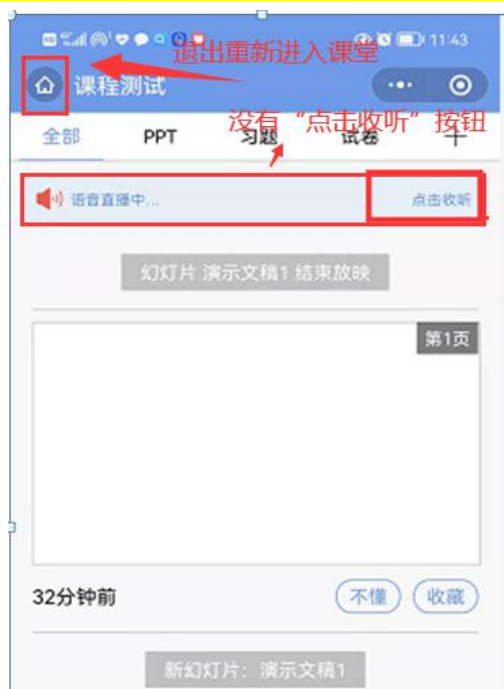 11:43
退出重新进入课堂
课程测试
没有“点击收听”按钮
全部 PPT 习题 试卷 +
语音直播中... 点击收听
幻灯片 演示文稿1 结束放映
第1页
32分钟前 不懂 收藏
新幻灯片：演示文稿1